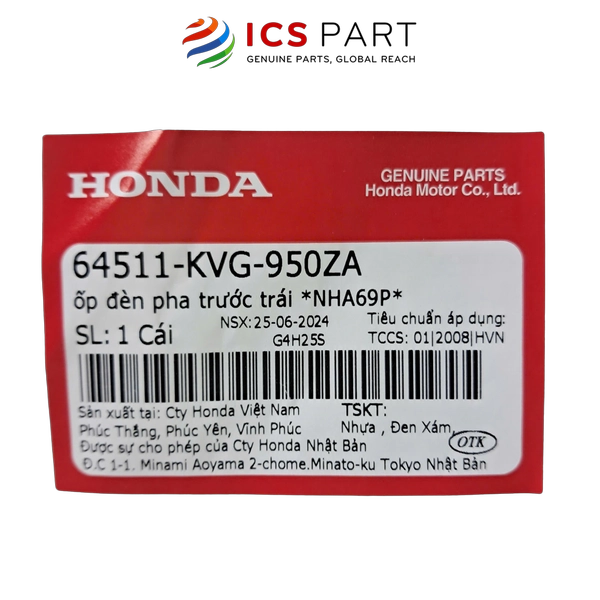 ICS PART
GENUINE PARTS, GLOBAL REACH
HONDA
GENUINE PARTS
Honda Motor Co., Ltd.
64511-KVG-950ZA
ốp đèn pha trước trái *NHA69P*
SL: 1 Cái
NSX: 25-06-2024
G4H25S
Tiêu chuẩn áp dụng:
TCCS: 01|2008|HVN
Sản xuất tại: Cty Honda Việt Nam
Phúc Thắng, Phúc Yên, Vĩnh Phúc
TSKT:
Nhựa , Đen Xám,
Được sự cho phép của Cty Honda Nhật Bản
Đ.C 1-1. Minami Aoyama 2-chome.Minato-ku Tokyo Nhật Bản
OTK